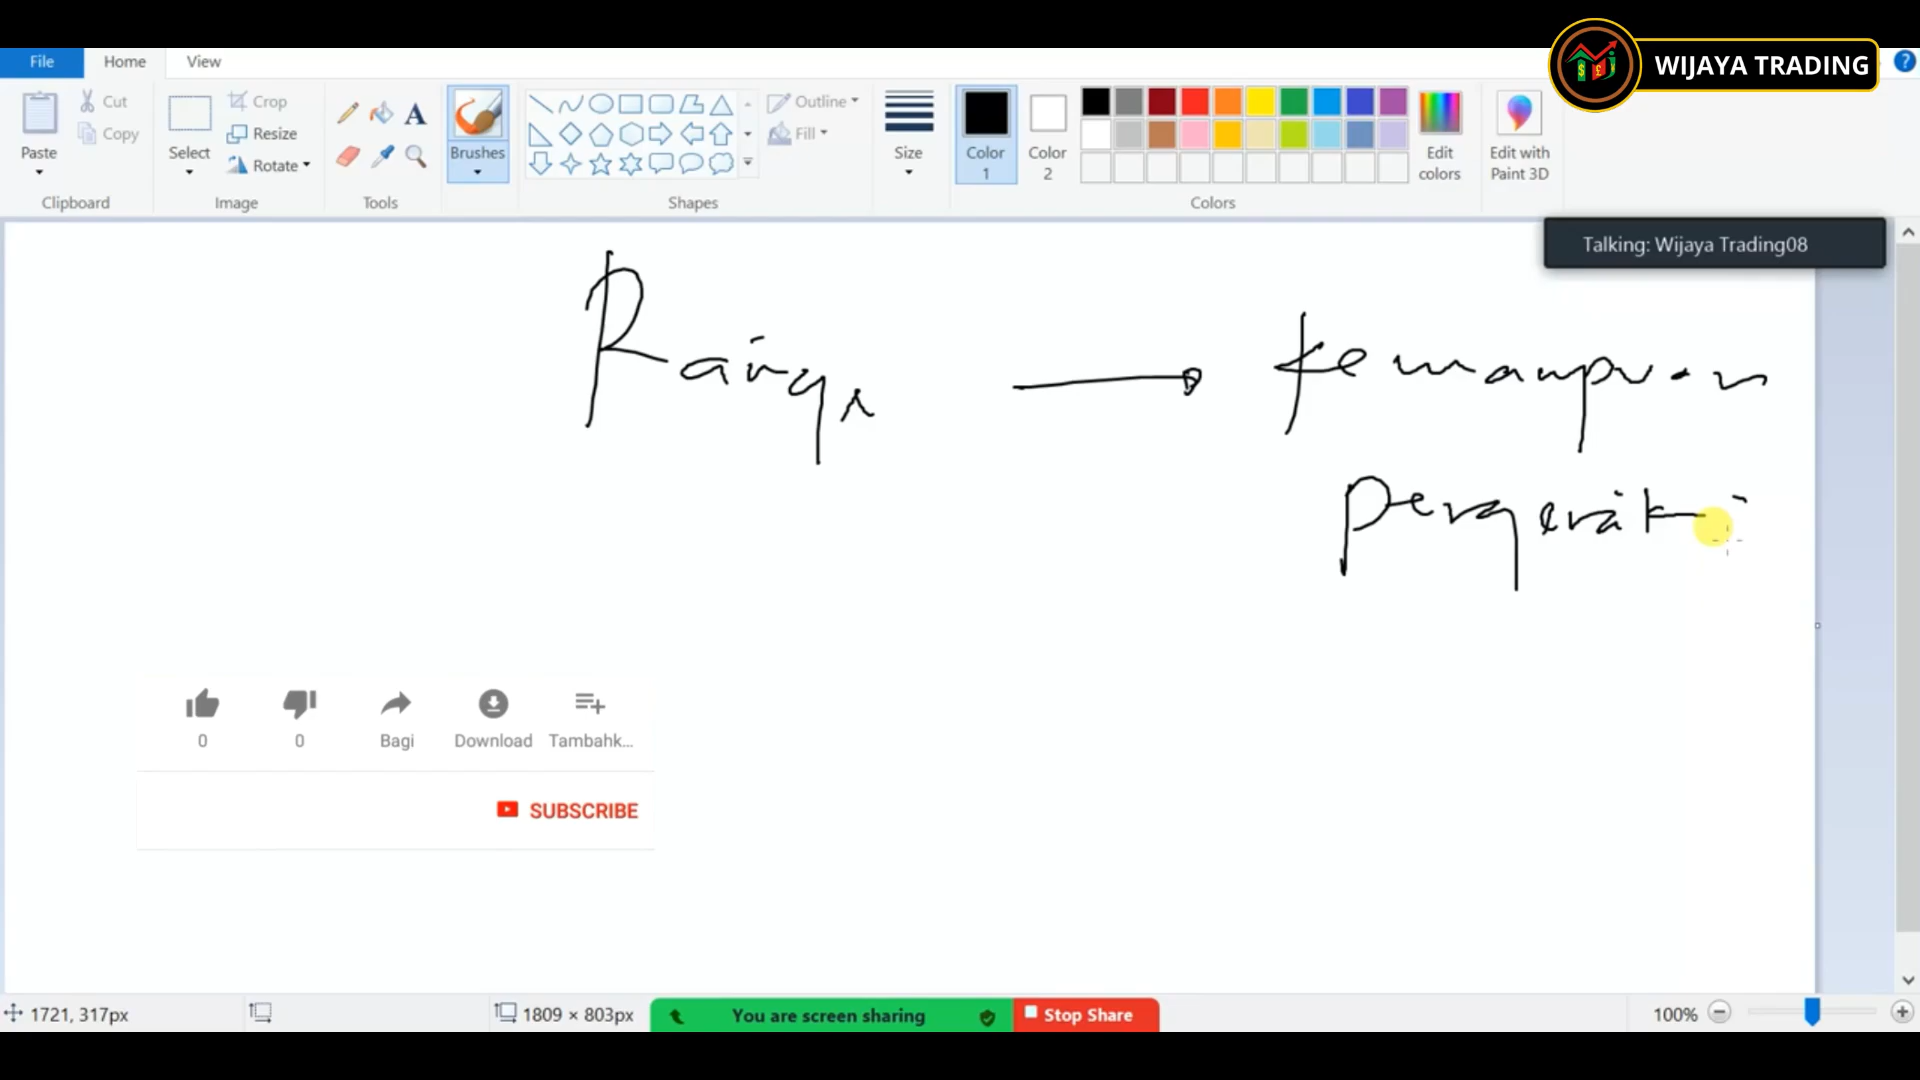 WIJAYA TRADING
File Home View
Paste
Cut
Copy
Clipboard
Select
Crop
Resize
Rotate
Image
Tools
Brushes
Shapes
Outline
Fill
Size
Color 1
Color 2
Colors
Edit colors
Edit with Paint 3D
Talking: Wijaya Trading08
Range → Kemampuan
Pergerak
0 0 Bagi Download Tambahk...
SUBSCRIBE
1721, 317px 1809 × 803px You are screen sharing Stop Share 100%